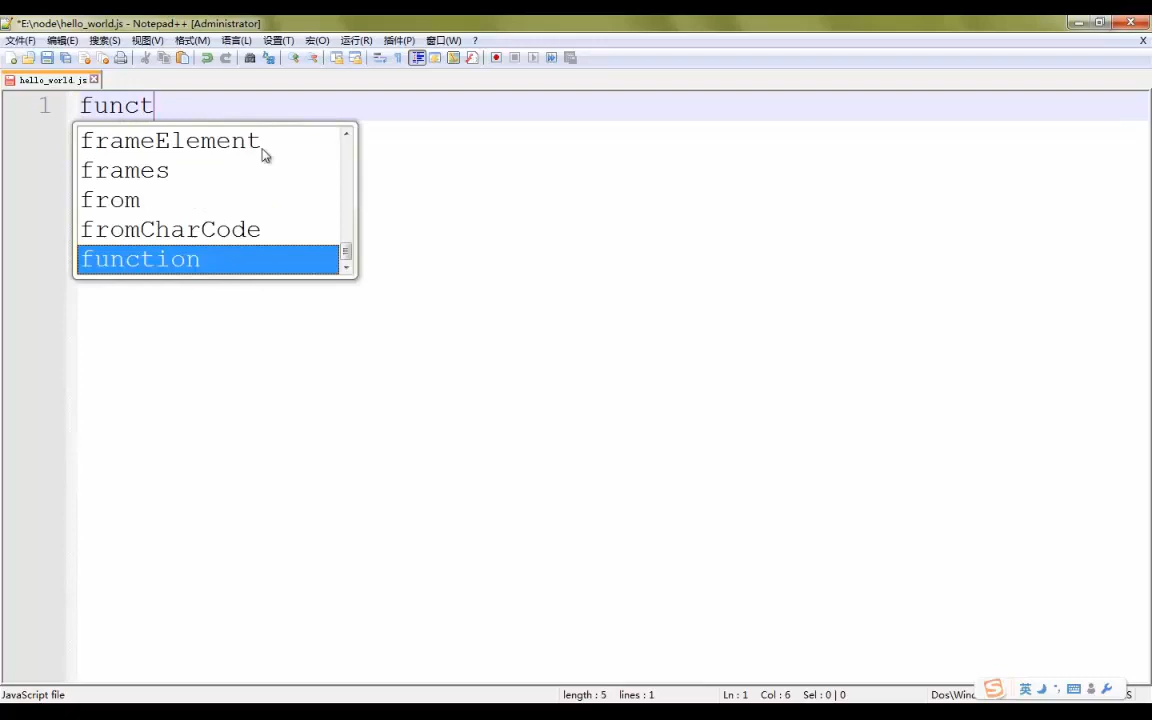 *E:\node\hello_world.js - Notepad++ [Administrator]
文件(F) 编辑(E) 搜索(S) 视图(V) 格式(M) 语言(L) 设置(T) 宏(O) 运行(R) 插件(P) 窗口(W) ? X
hello_world.js
1 funct
frameElement
frames
from
fromCharCode
function
JavaScript file length : 5 lines : 1 Ln : 1 Col : 6 Sel : 0 | 0 英